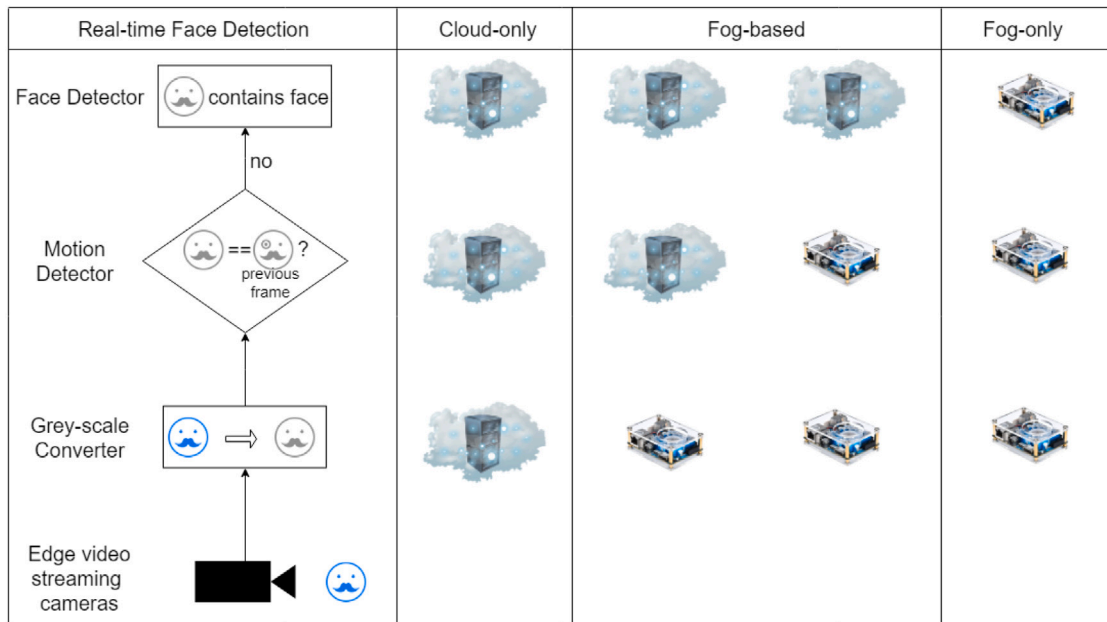 Real-time Face Detection
Cloud-only
Fog-based
Fog-only
Face Detector
contains face
no
Motion
Detector
== ?
previous
frame
Grey-scale
Converter
Edge video
streaming
cameras